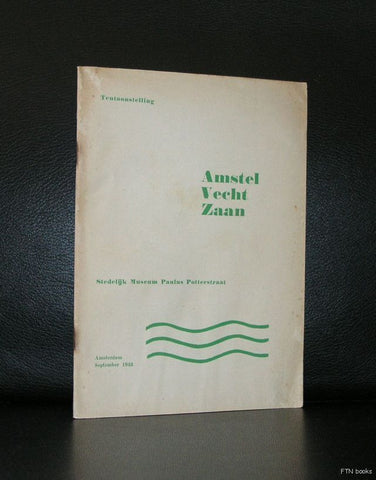 Tentoonstelling
Amstel
Vecht
Zaan
Stedelijk Museum Paulus Potterstraat
Amsterdam
September
FTN books